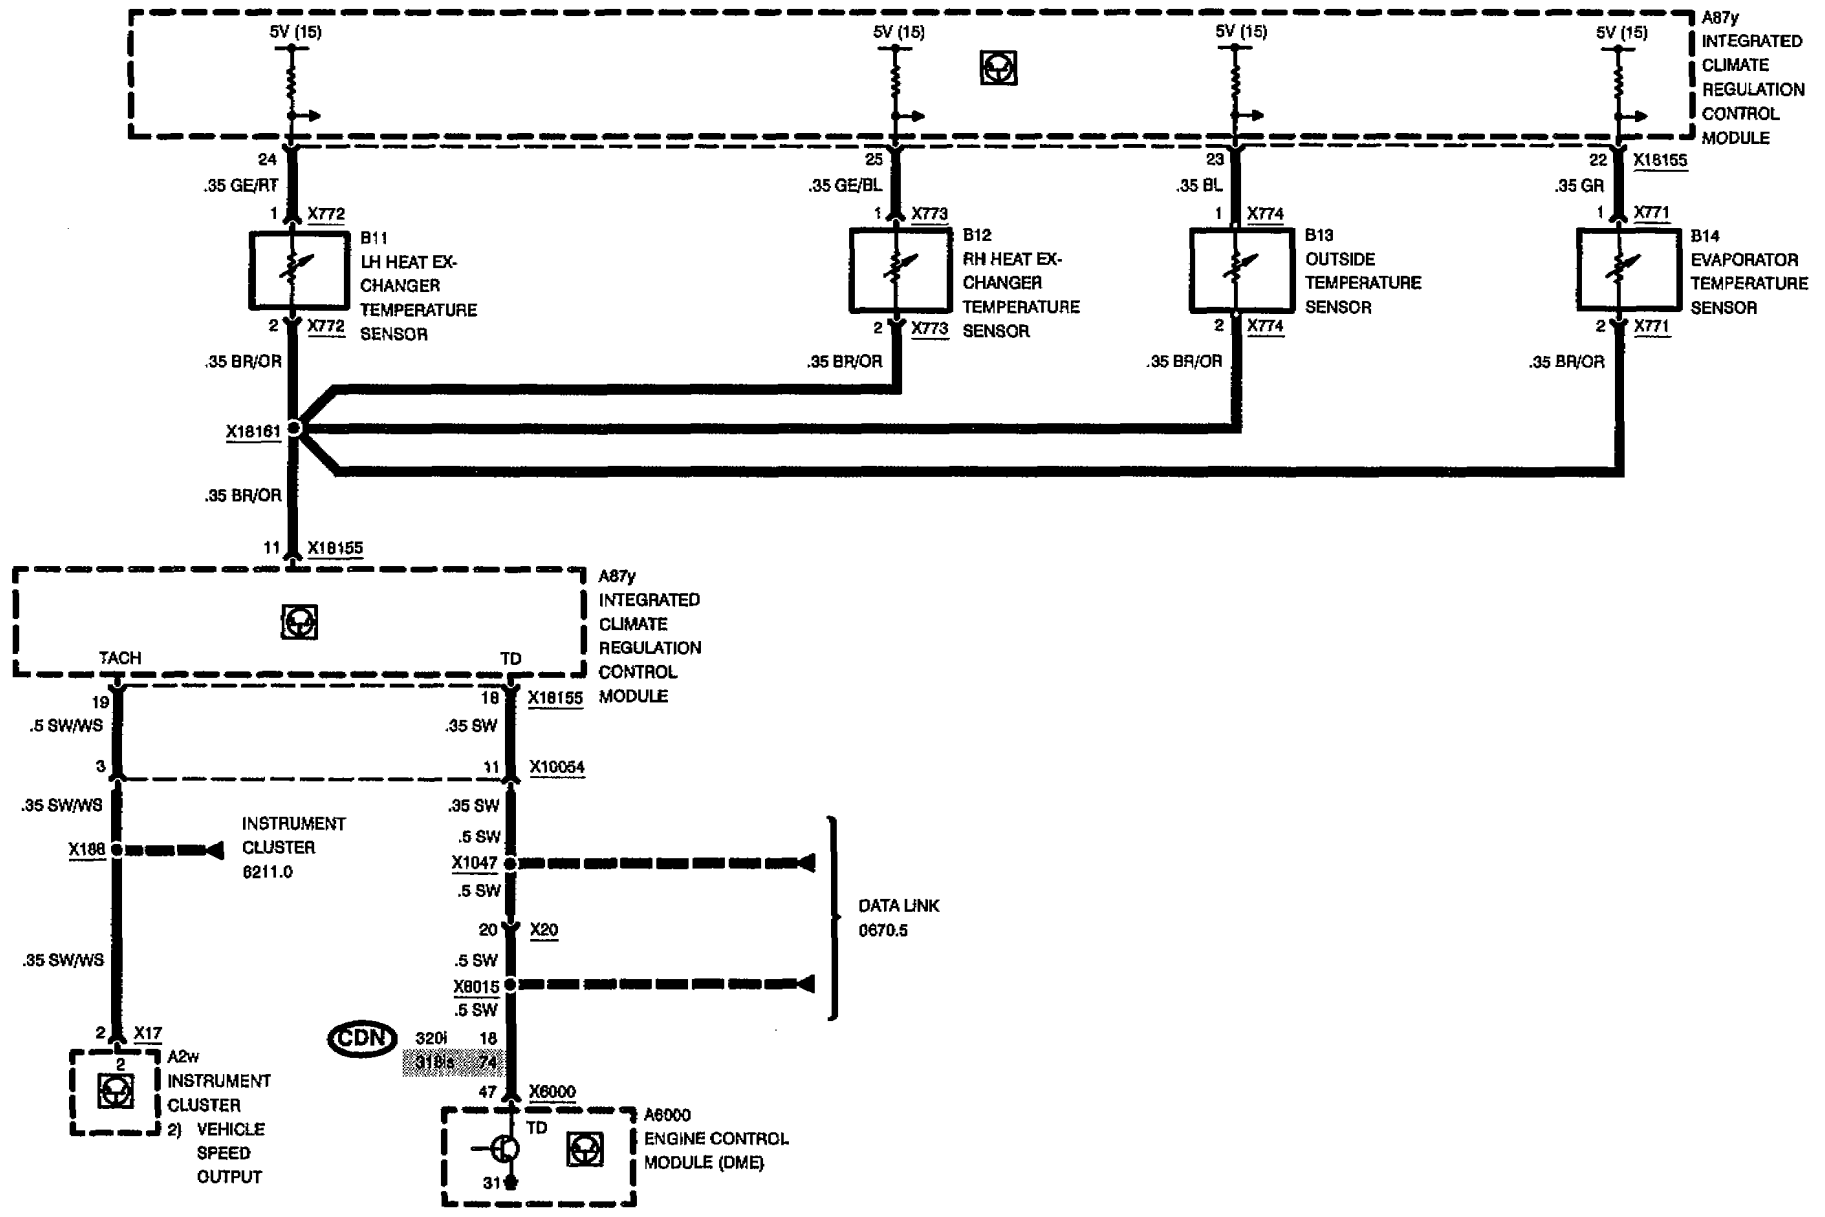 5V (15)
5V (15)
5V (15)
5V (15)
A87y
INTEGRATED
CLIMATE
REGULATION
CONTROL
MODULE
24
25
23
22
X18155
.35 GE/RT
.35 GE/BL
.35 BL
.35 GR
1
X772
1
X773
1
X774
1
X771
B11
LH HEAT EX-
CHANGER
TEMPERATURE
SENSOR
B12
RH HEAT EX-
CHANGER
TEMPERATURE
SENSOR
B13
OUTSIDE
TEMPERATURE
SENSOR
B14
EVAPORATOR
TEMPERATURE
SENSOR
2
X772
2
X773
2
X774
2
X771
.35 BR/OR
.35 BR/OR
.35 BR/OR
.35 BR/OR
X18161
.35 BR/OR
11
X18155
A87y
INTEGRATED
CLIMATE
REGULATION
CONTROL
MODULE
TACH
TD
19
18
X18155
.5 SW/WS
.35 SW
3
11
X10054
.35 SW/WS
.35 SW
.5 SW
X188
INSTRUMENT
CLUSTER
6211.0
X1047
.5 SW
20
X20
DATA LINK
0670.5
.35 SW/WS
.5 SW
X8015
.5 SW
2
X17
CDN
320i 18
318is 74
47
X6000
2
A2w
INSTRUMENT
CLUSTER
2) VEHICLE
SPEED
OUTPUT
TD
31
A6000
ENGINE CONTROL
MODULE (DME)